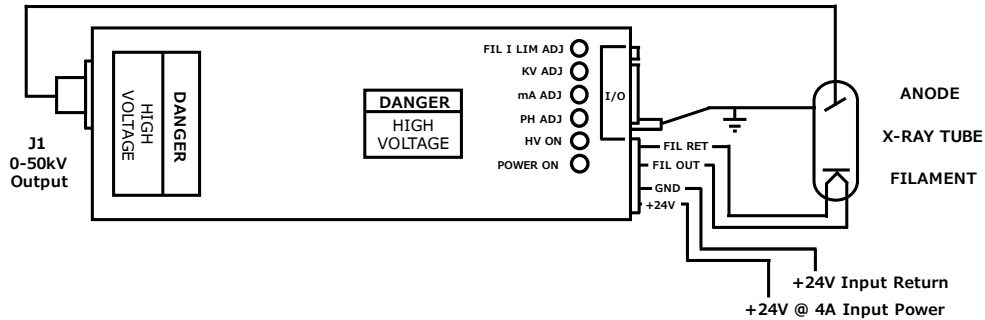 FIL I LIM ADJ
KV ADJ
mA ADJ
PH ADJ
HV ON
POWER ON
I/O
DANGER
HIGH
VOLTAGE
DANGER
HIGH
VOLTAGE
J1
0-50kV
Output
FIL RET
FIL OUT
GND
+24V
ANODE
X-RAY TUBE
FILAMENT
+24V Input Return
+24V @ 4A Input Power